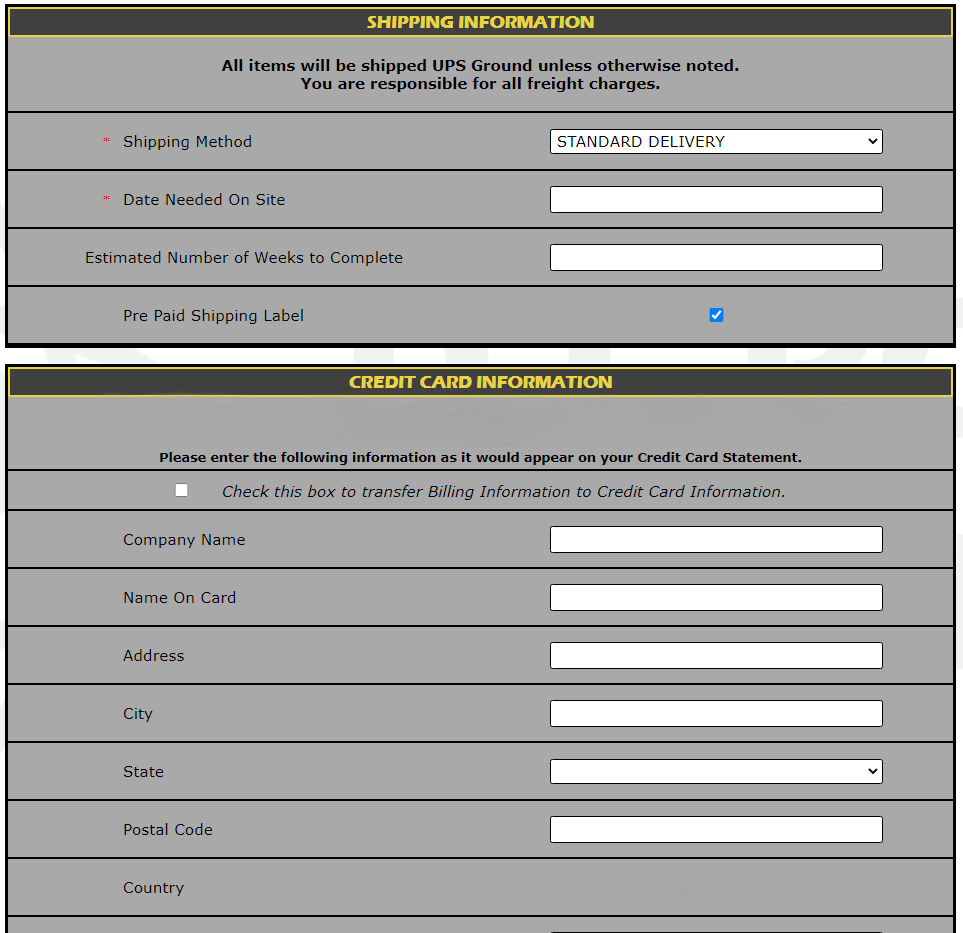 SHIPPING INFORMATION
All items will be shipped UPS Ground unless otherwise noted.
You are responsible for all freight charges.
* Shipping Method STANDARD DELIVERY
* Date Needed On Site
Estimated Number of Weeks to Complete
Pre Paid Shipping Label
CREDIT CARD INFORMATION
Please enter the following information as it would appear on your Credit Card Statement.
Check this box to transfer Billing Information to Credit Card Information.
Company Name
Name On Card
Address
City
State
Postal Code
Country